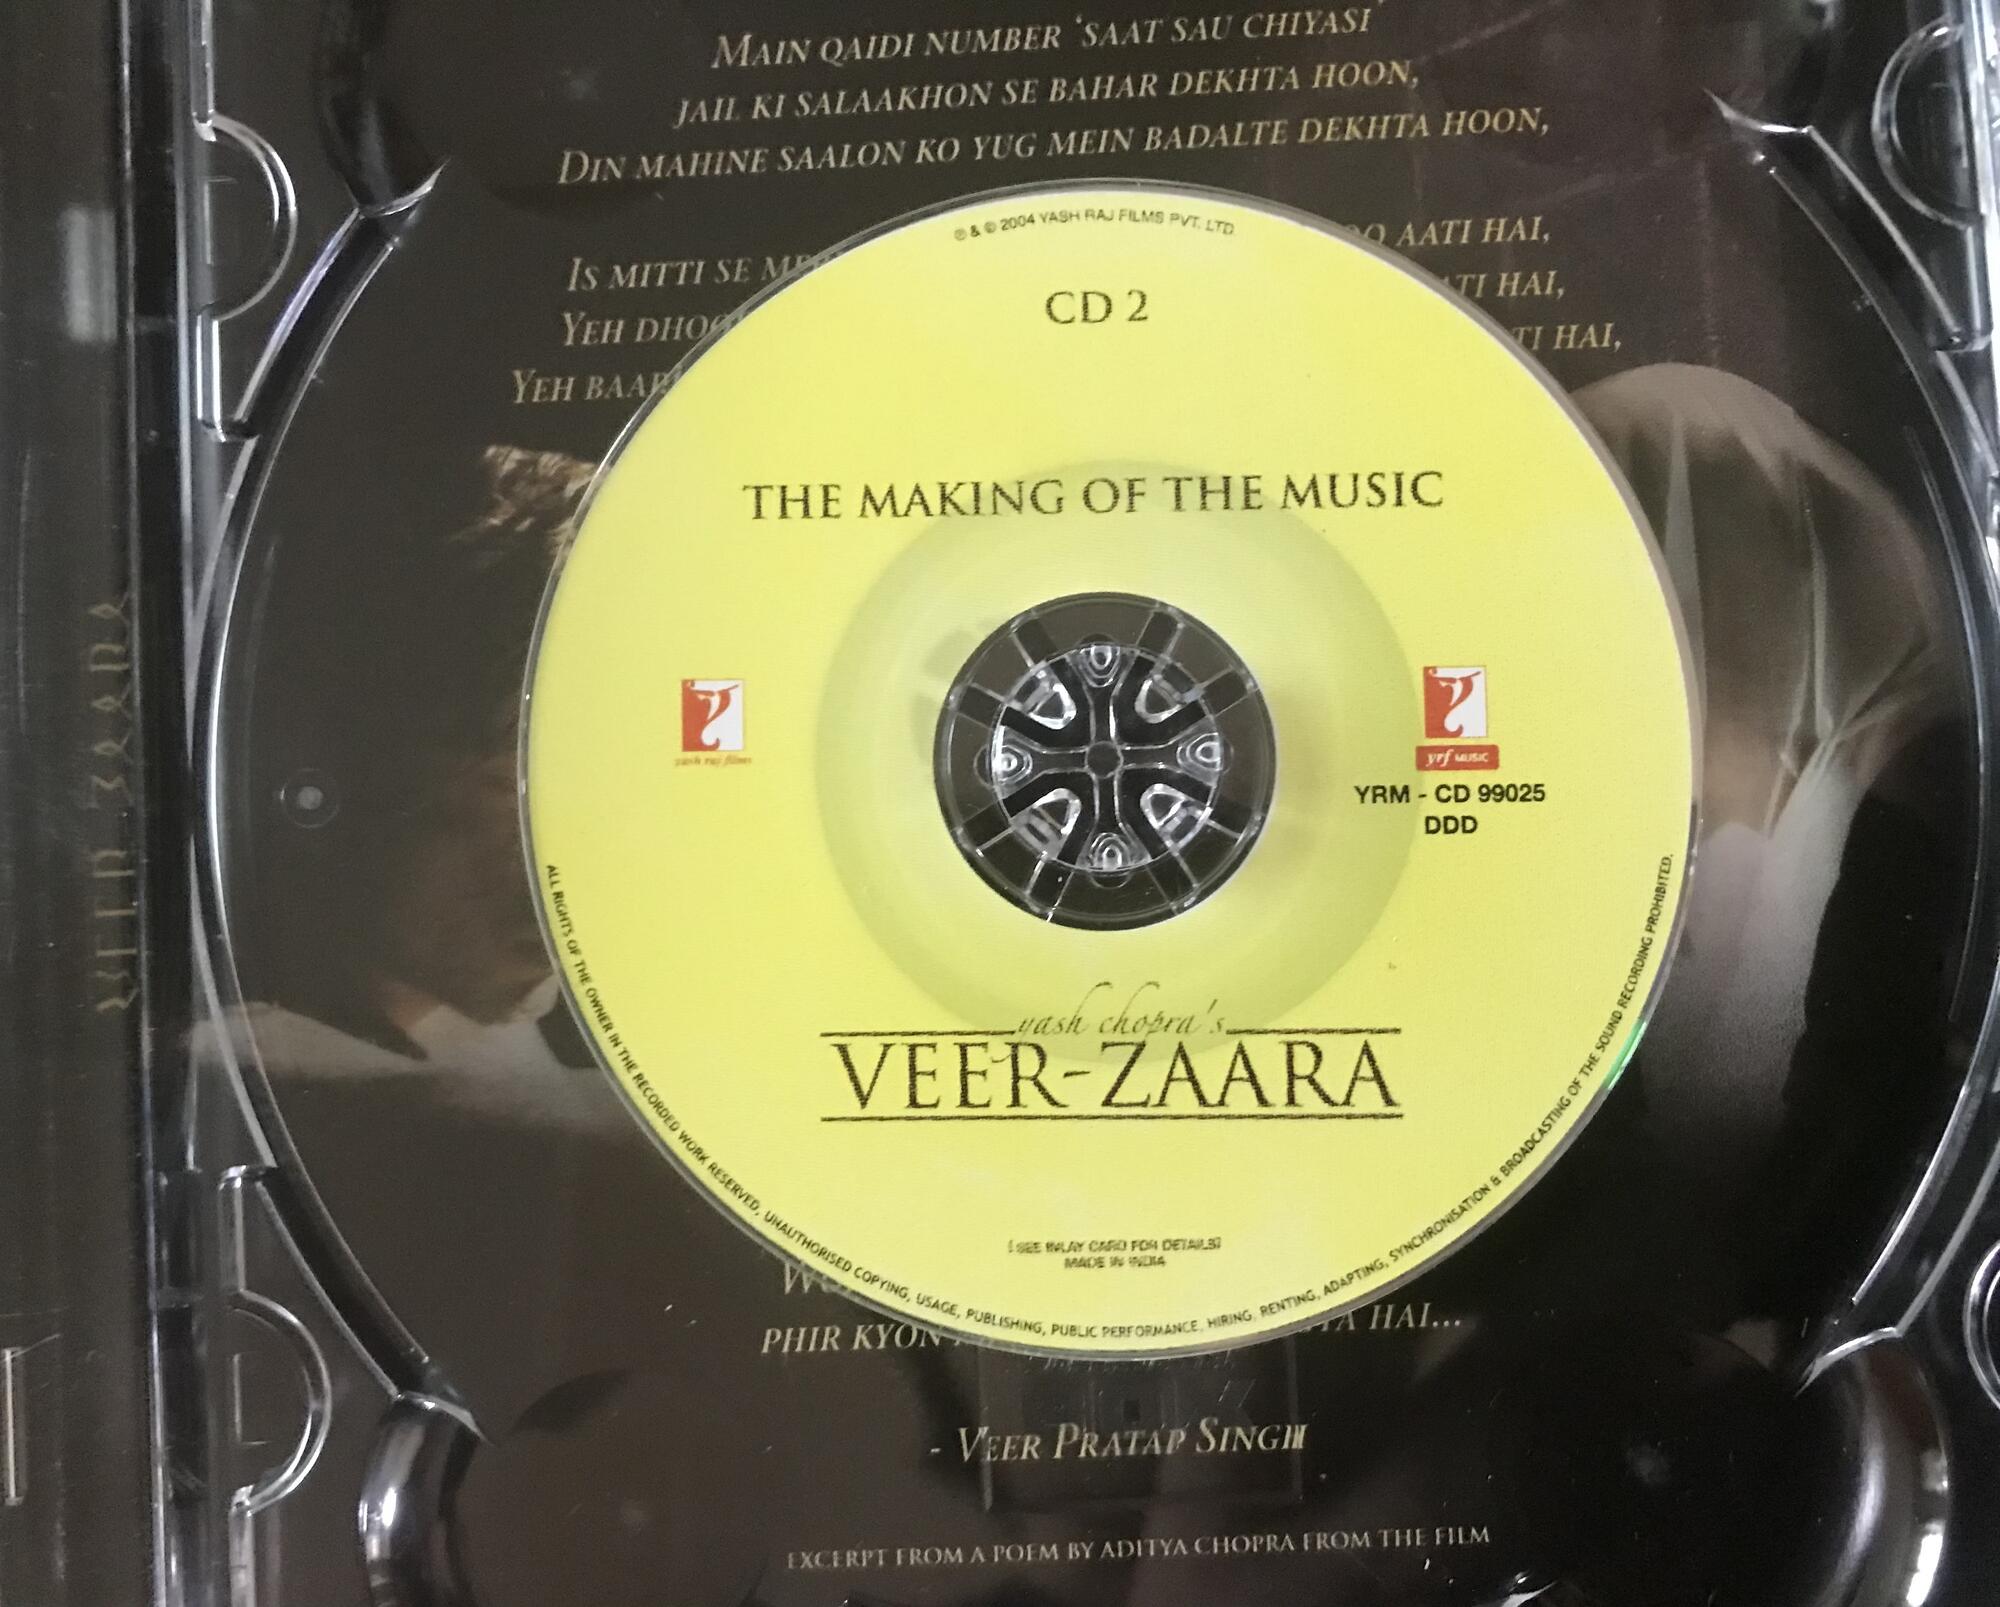 MAIN QAIDI NUMBER 'SAAT SAU CHIYASI'
JAIL KI SALAAKHON SE BAHAR DEKHTA HOON,
DIN MAHINE SAALON KO YUG MEIN BADALTE DEKHTA HOON,
IS MITTI SE AATI HAI,
YEH HAI,
YEH HAI,
℗ & © 2004 YASH RAJ FILMS PVT. LTD.
CD 2
THE MAKING OF THE MUSIC
yash raj films
yrf MUSIC
YRM - CD 99025
DDD
yash chopra's
VEER-ZAARA
[SEE INLAY CARD FOR DETAILS]
MADE IN INDIA
ALL RIGHTS OF THE OWNER IN THE RECORDED WORK RESERVED, UNAUTHORISED COPYING, USAGE, PUBLISHING, PUBLIC PERFORMANCE, HIRING, RENTING, ADAPTING, SYNCHRONISATION & BROADCASTING OF THE SOUND RECORDING PROHIBITED.
PHIR KYON HAI...
- VEER PRATAP SINGH
EXCERPT FROM A POEM BY ADITYA CHOPRA FROM THE FILM
VEER ZAARA